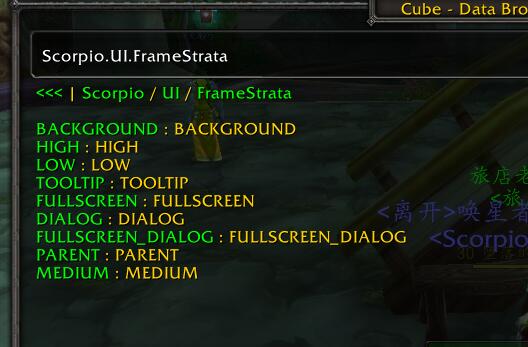 Cube - Data Bro
Scorpio.UI.FrameStrata
<<< | Scorpio / UI / FrameStrata
BACKGROUND : BACKGROUND
HIGH : HIGH
LOW : LOW
TOOLTIP : TOOLTIP
FULLSCREEN : FULLSCREEN
DIALOG : DIALOG
FULLSCREEN_DIALOG : FULLSCREEN_DIALOG
PARENT : PARENT
MEDIUM : MEDIUM
旅店老
<旅
<离开>唤星者
<Scorpio